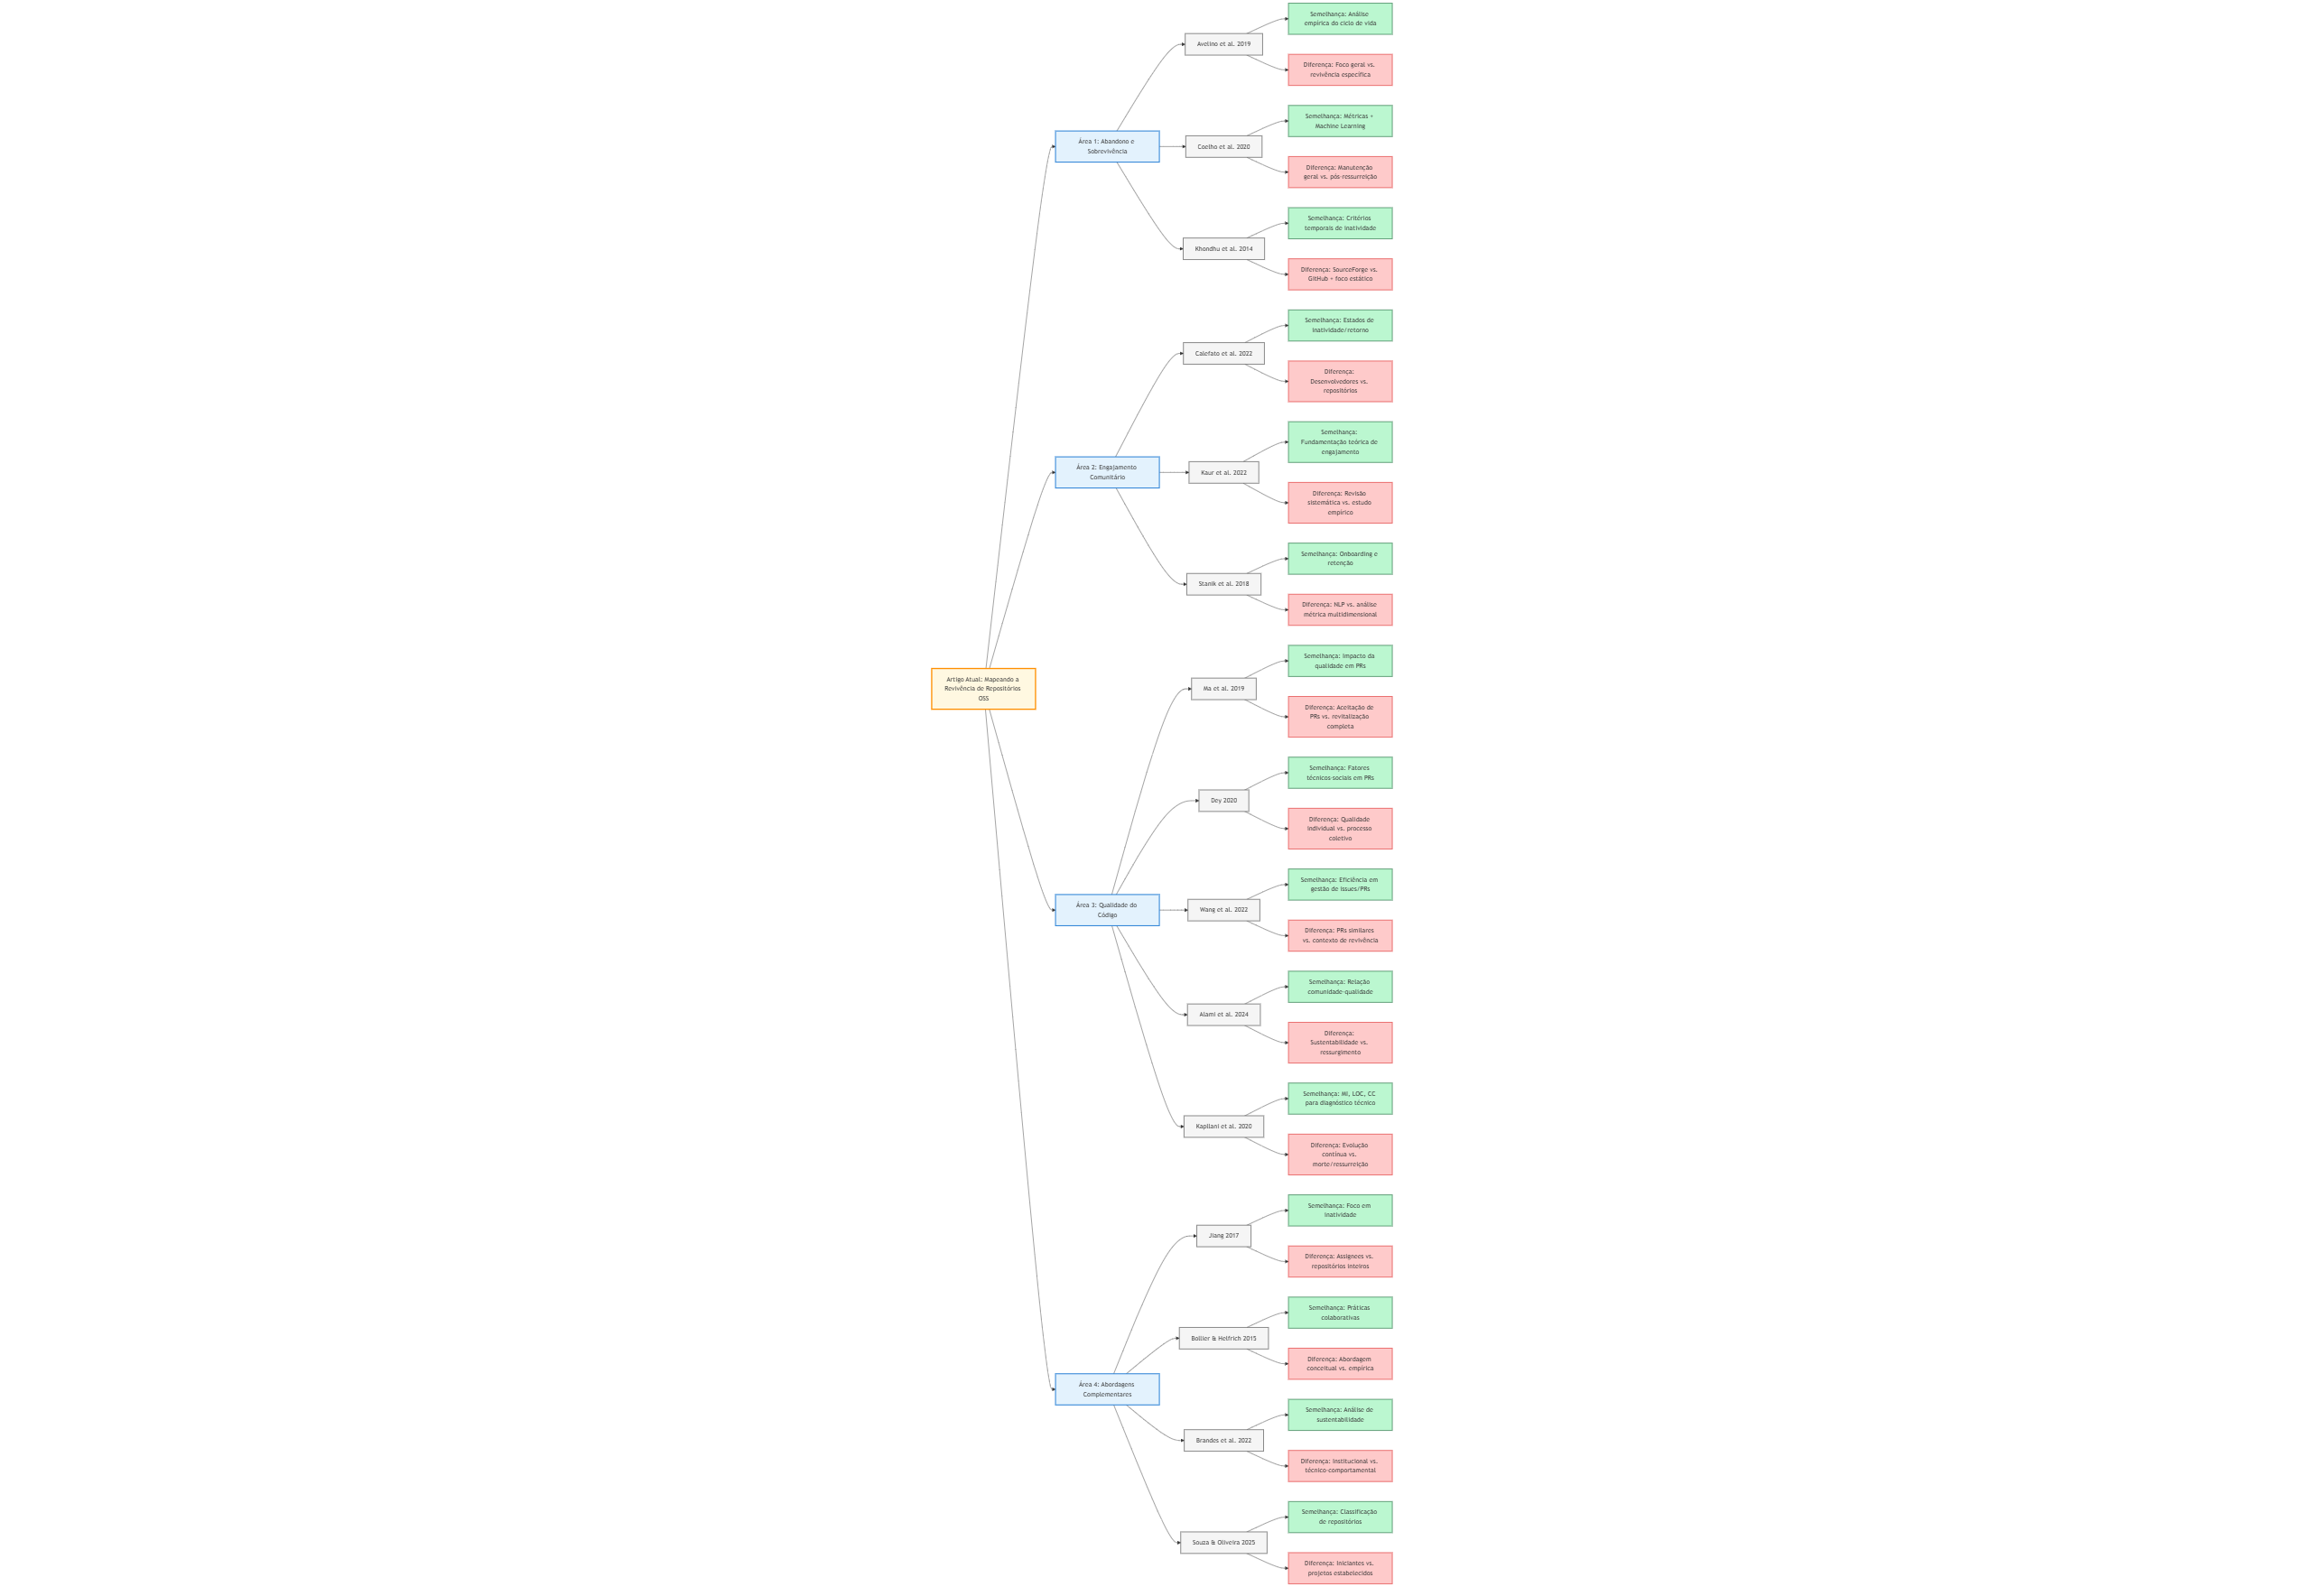 Artigo Atual: Mapeando a
Revivência de Repositórios
OSS
Área 1: Abandono e
Sobrevivência
Avelino et al. 2019
Semelhança: Análise
empírica do ciclo de vida
Diferença: Foco geral vs.
revivência específica
Coelho et al. 2020
Semelhança: Métricas +
Machine Learning
Diferença: Manutenção
geral vs. pós-ressurreição
Khondhu et al. 2014
Semelhança: Critérios
temporais de inatividade
Diferença: SourceForge vs.
GitHub + foco estático
Área 2: Engajamento
Comunitário
Calefato et al. 2022
Semelhança: Estados de
inatividade/retorno
Diferença:
Desenvolvedores vs.
repositórios
Kaur et al. 2022
Semelhança:
Fundamentação teórica de
engajamento
Diferença: Revisão
sistemática vs. estudo
empírico
Stanik et al. 2018
Semelhança: Onboarding e
retenção
Diferença: NLP vs. análise
métrica multidimensional
Área 3: Qualidade do
Código
Ma et al. 2019
Semelhança: Impacto da
qualidade em PRs
Diferença: Aceitação de
PRs vs. revitalização
completa
Dey 2020
Semelhança: Fatores
técnicos-sociais em PRs
Diferença: Qualidade
individual vs. processo
coletivo
Wang et al. 2022
Semelhança: Eficiência em
gestão de issues/PRs
Diferença: PRs similares
vs. contexto de revivência
Alami et al. 2024
Semelhança: Relação
comunidade-qualidade
Diferença:
Sustentabilidade vs.
ressurgimento
Kapllani et al. 2020
Semelhança: MI, LOC, CC
para diagnóstico técnico
Diferença: Evolução
contínua vs.
morte/ressurreição
Área 4: Abordagens
Complementares
Jiang 2017
Semelhança: Foco em
inatividade
Diferença: Assignees vs.
repositórios inteiros
Bollier & Helfrich 2015
Semelhança: Práticas
colaborativas
Diferença: Abordagem
conceitual vs. empírica
Brandes et al. 2022
Semelhança: Análise de
sustentabilidade
Diferença: Institucional vs.
técnico-comportamental
Souza & Oliveira 2025
Semelhança: Classificação
de repositórios
Diferença: Iniciantes vs.
projetos estabelecidos